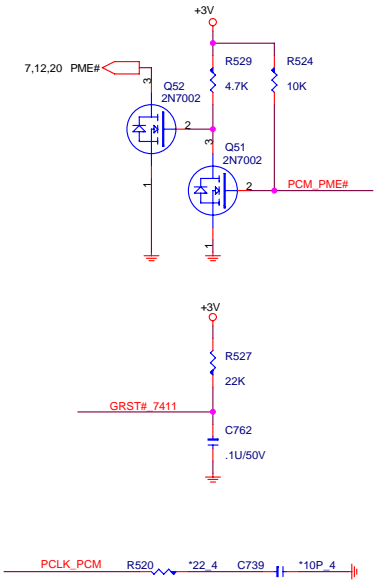 +3V
7,12,20 PME#
R529
4.7K
R524
10K
Q52
2N7002
3
2
1
Q51
2N7002
3
2
1
PCM_PME#
+3V
R527
22K
GRST#_7411
C762
.1U/50V
PCLK_PCM R520 *22_4 C739 *10P_4